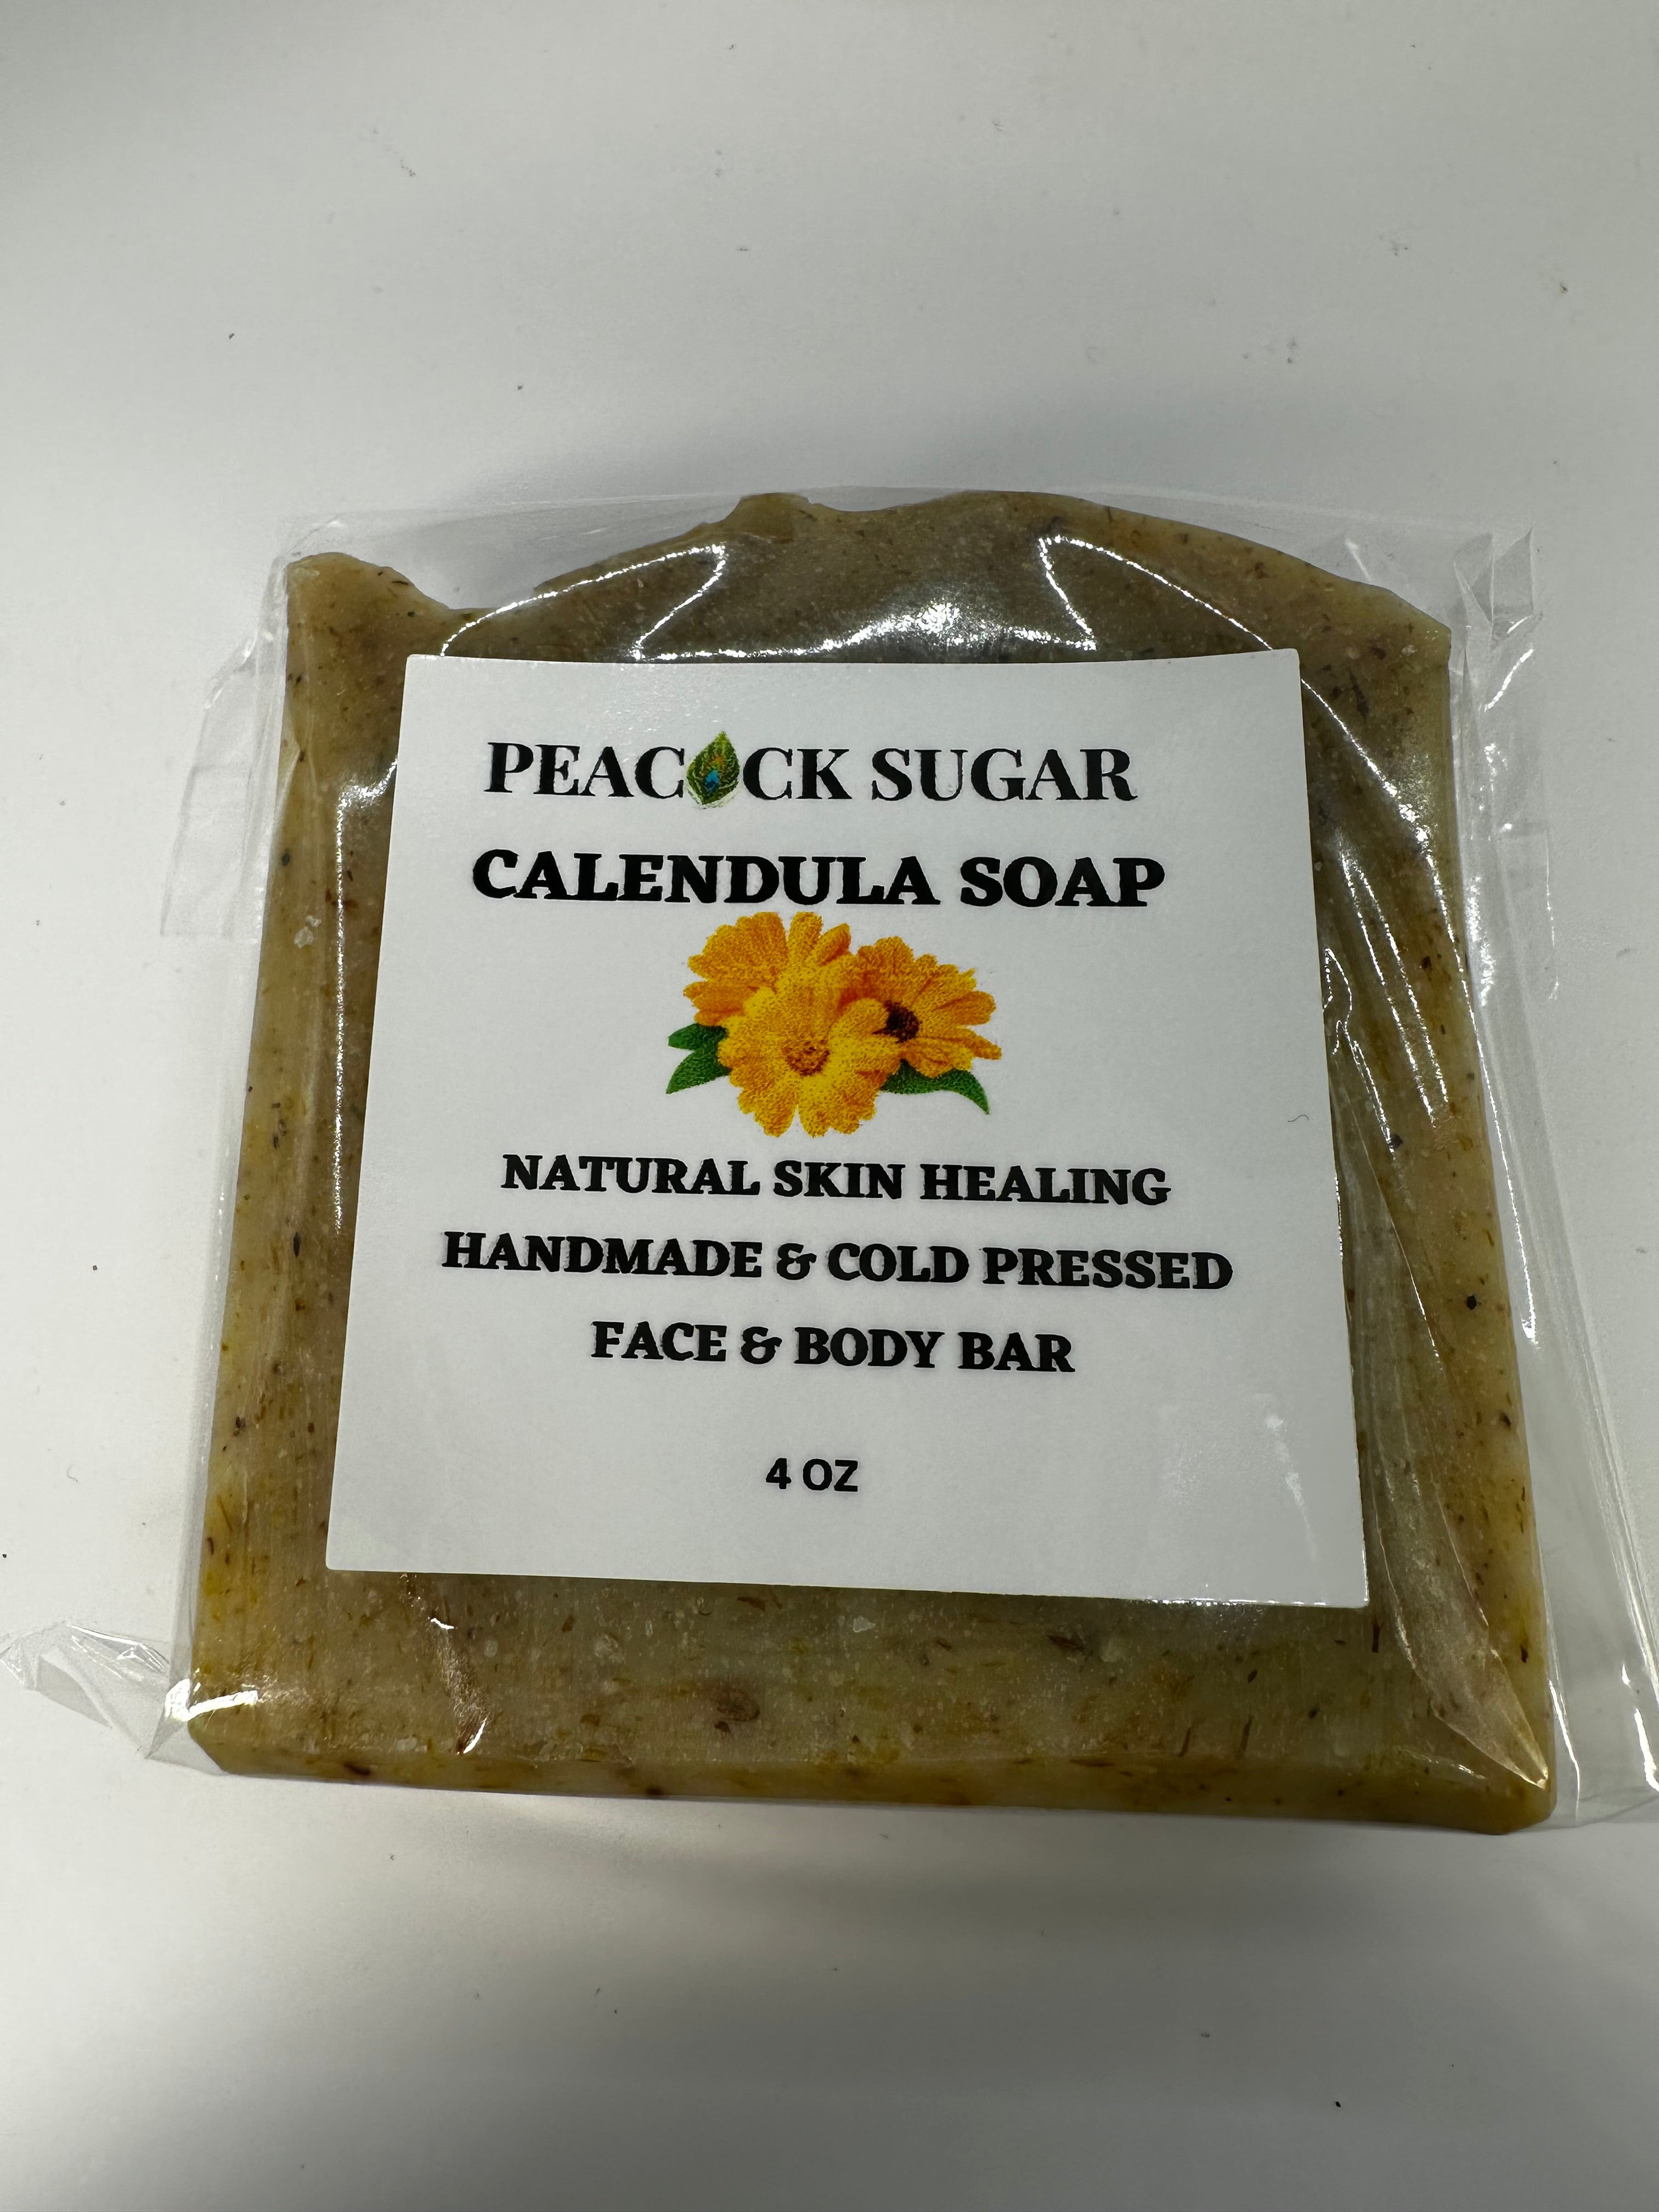 PEACOCK SUGAR
CALENDULA SOAP
NATURAL SKIN HEALING
HANDMADE & COLD PRESSED
FACE & BODY BAR
4 OZ